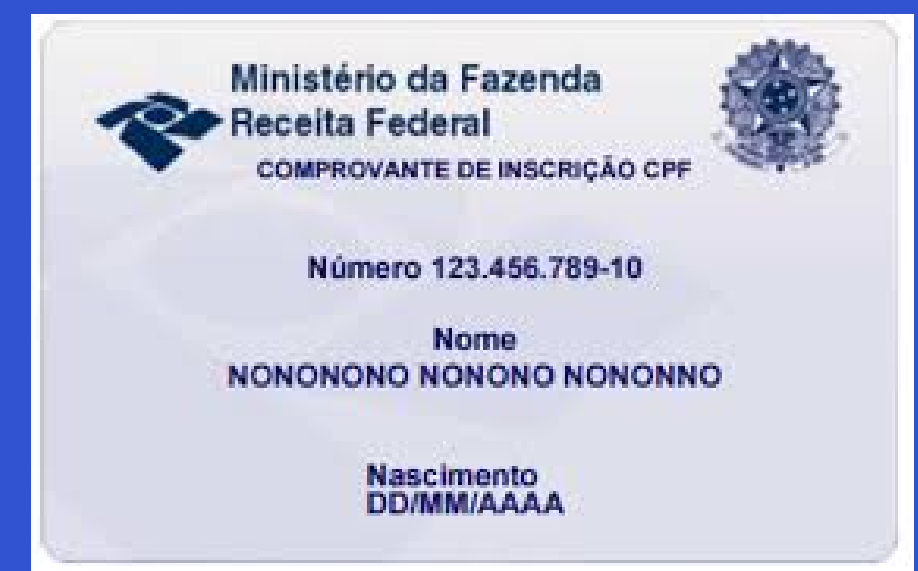 Ministério da Fazenda
Receita Federal
COMPROVANTE DE INSCRIÇÃO CPF
Número 123.456.789-10
Nome
NONONONO NONONO NONONNO
Nascimento
DD/MM/AAAA